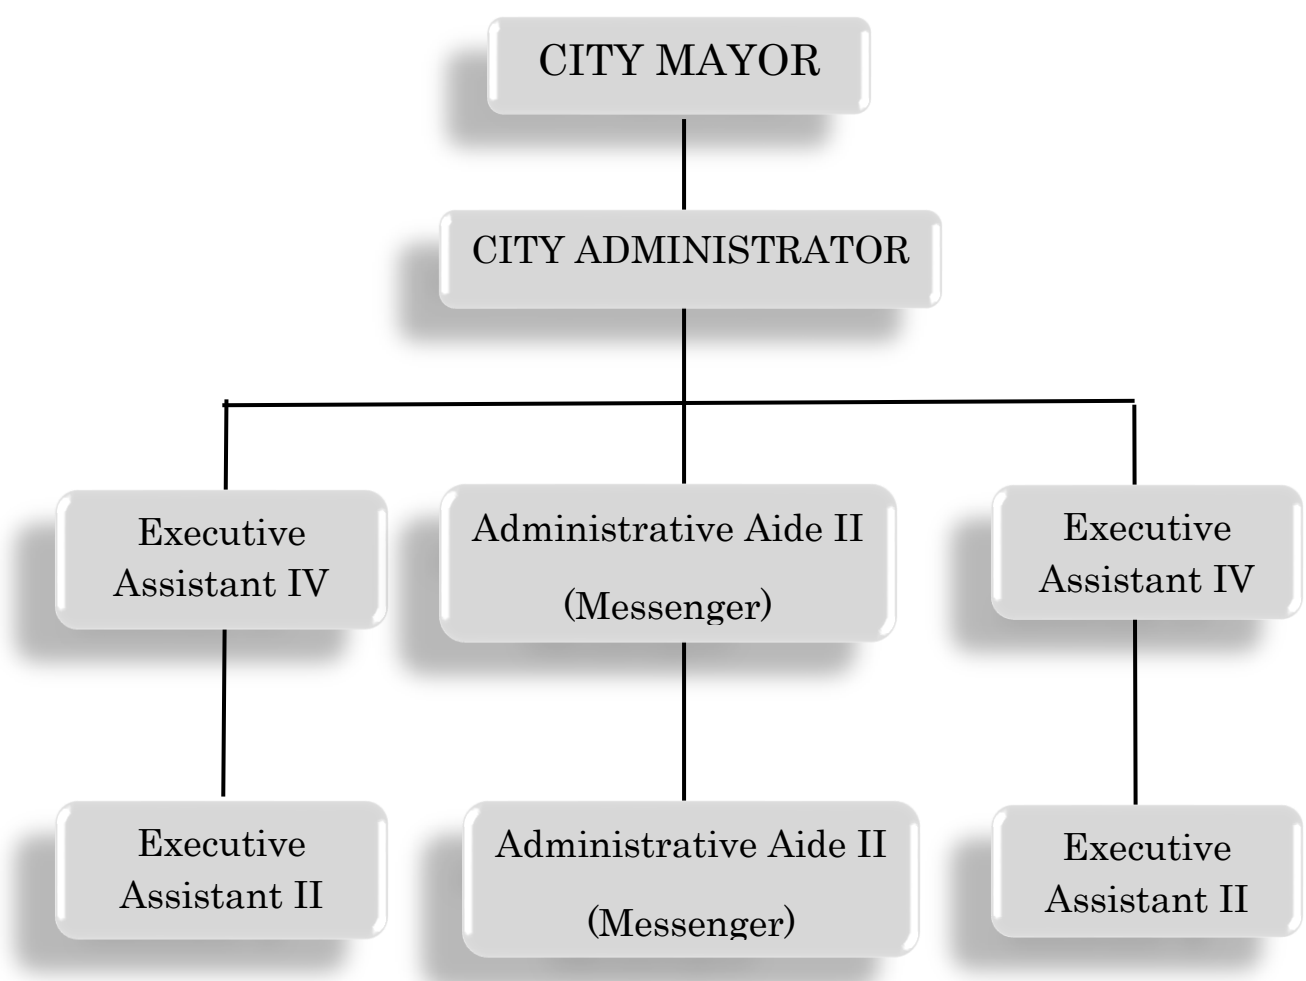 CITY MAYOR
CITY ADMINISTRATOR
Executive
Assistant IV
Administrative Aide II
(Messenger)
Executive
Assistant IV
Executive
Assistant II
Administrative Aide II
(Messenger)
Executive
Assistant II